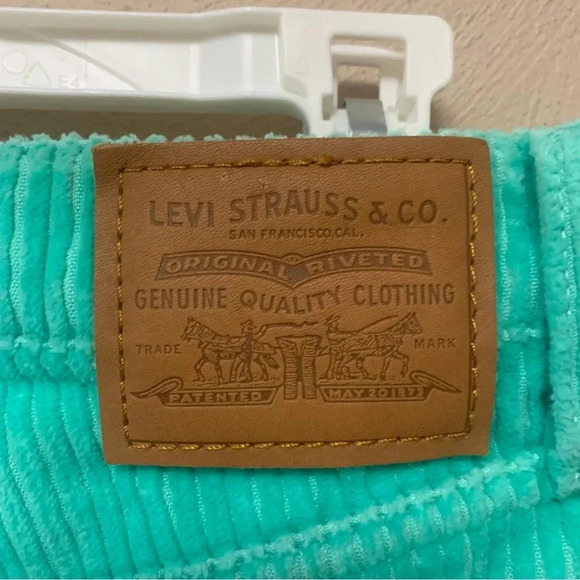 LEVI STRAUSS & CO.
SAN FRANCISCO, CAL.
ORIGINAL RIVETED
GENUINE QUALITY CLOTHING
TRADE MARK
PATENTED MAY 20 1873